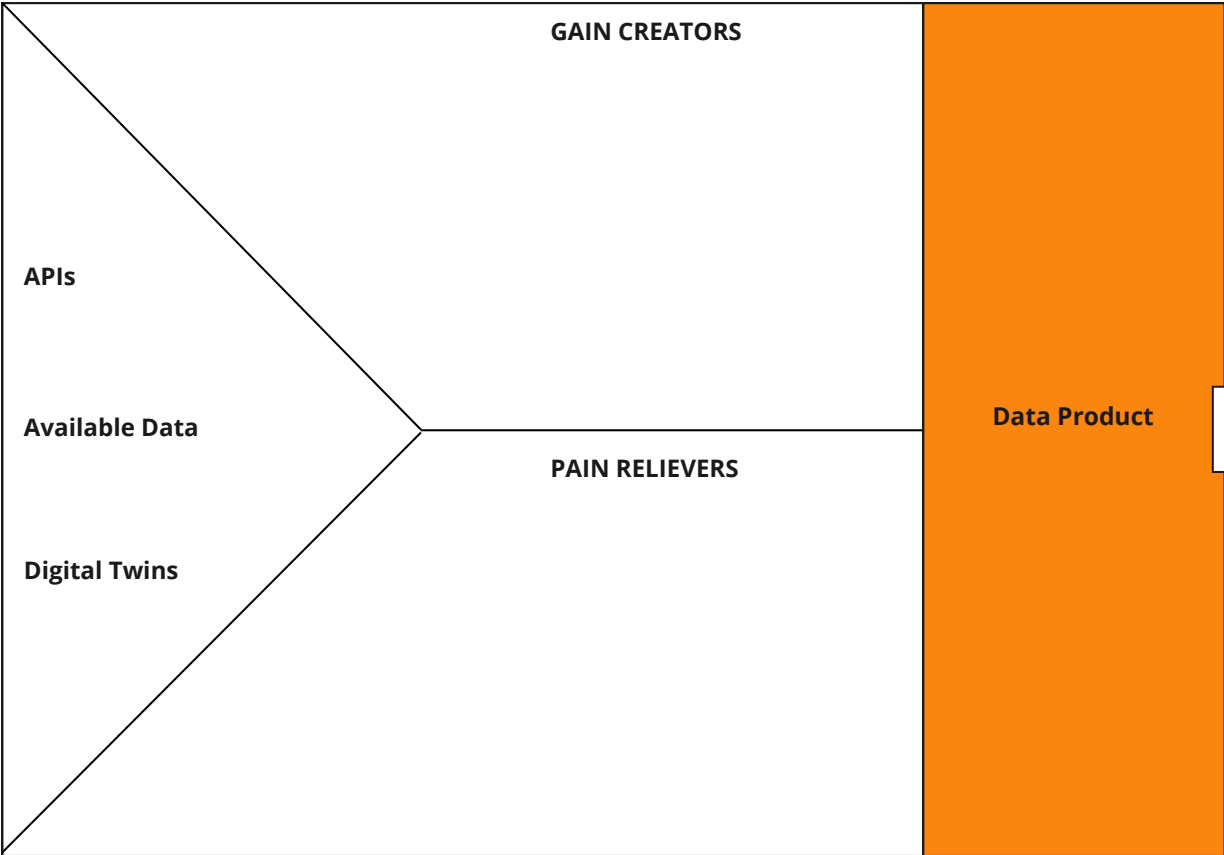 GAIN CREATORS
APIs
Available Data
Data Product
PAIN RELIEVERS
Digital Twins